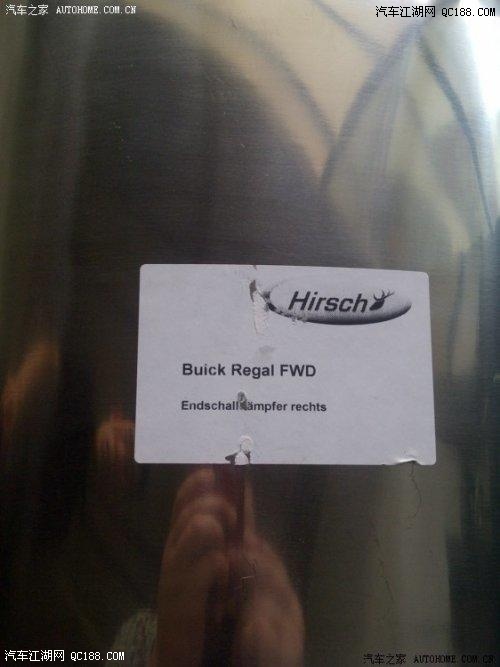 汽车之家 AUTOHOME.COM.CN
汽车江湖网 QC188.COM
Hirsch
Buick Regal FWD
Endschalldämpfer rechts
汽车江湖网 QC188.COM
汽车之家 AUTOHOME.COM.CN